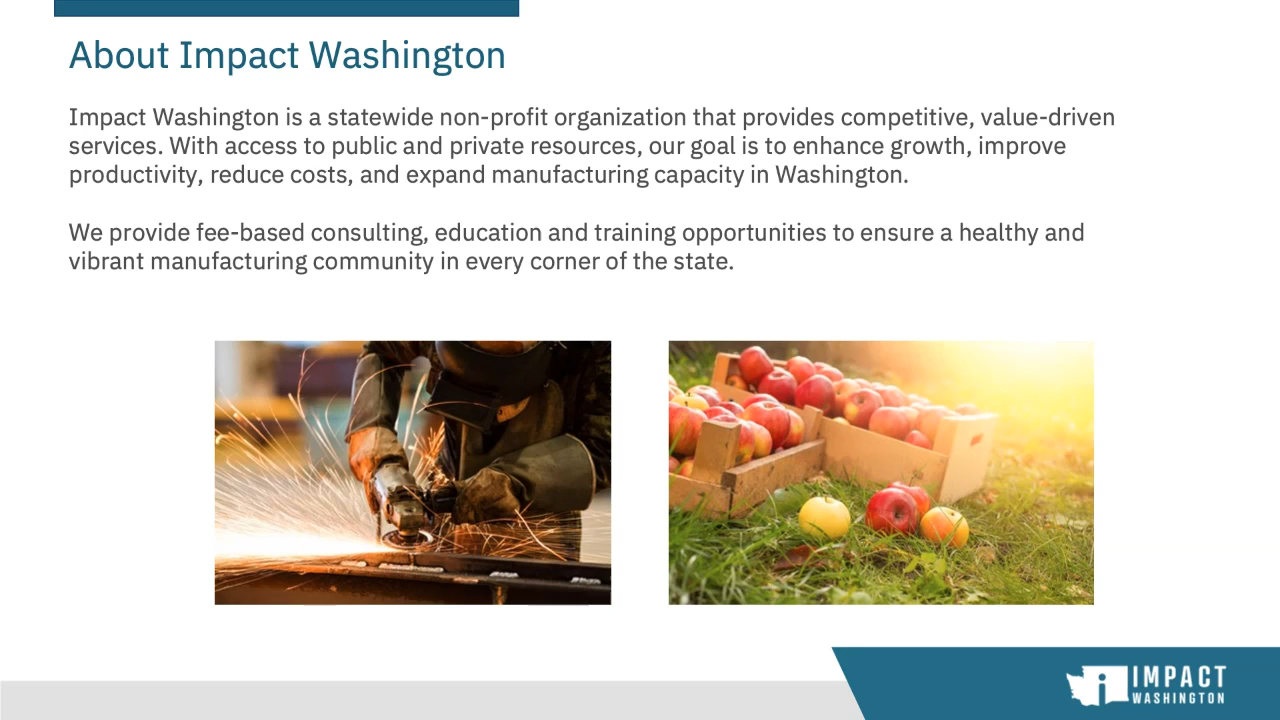 About Impact Washington
Impact Washington is a statewide non-profit organization that provides competitive, value-driven
services. With access to public and private resources, our goal is to enhance growth, improve
productivity, reduce costs, and expand manufacturing capacity in Washington.
We provide fee-based consulting, education and training opportunities to ensure a healthy and
vibrant manufacturing community in every corner of the state.
i IMPACT
WASHINGTON